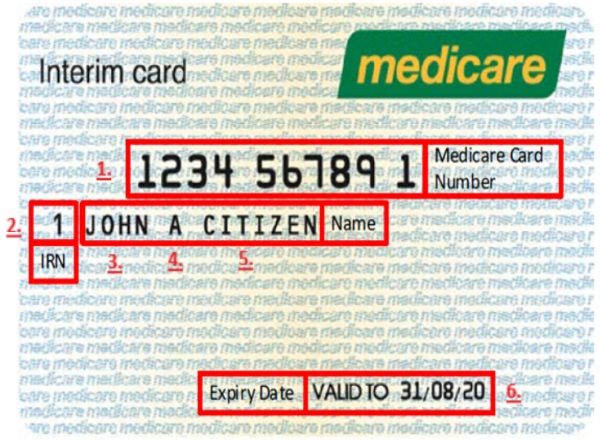 Interim card
medicare
1. 1234 56789 1 Medicare Card Number
2. 1 JOHN A CITIZEN Name
IRN 3. 4. 5.
Expiry Date VALID TO 31/08/20 6.